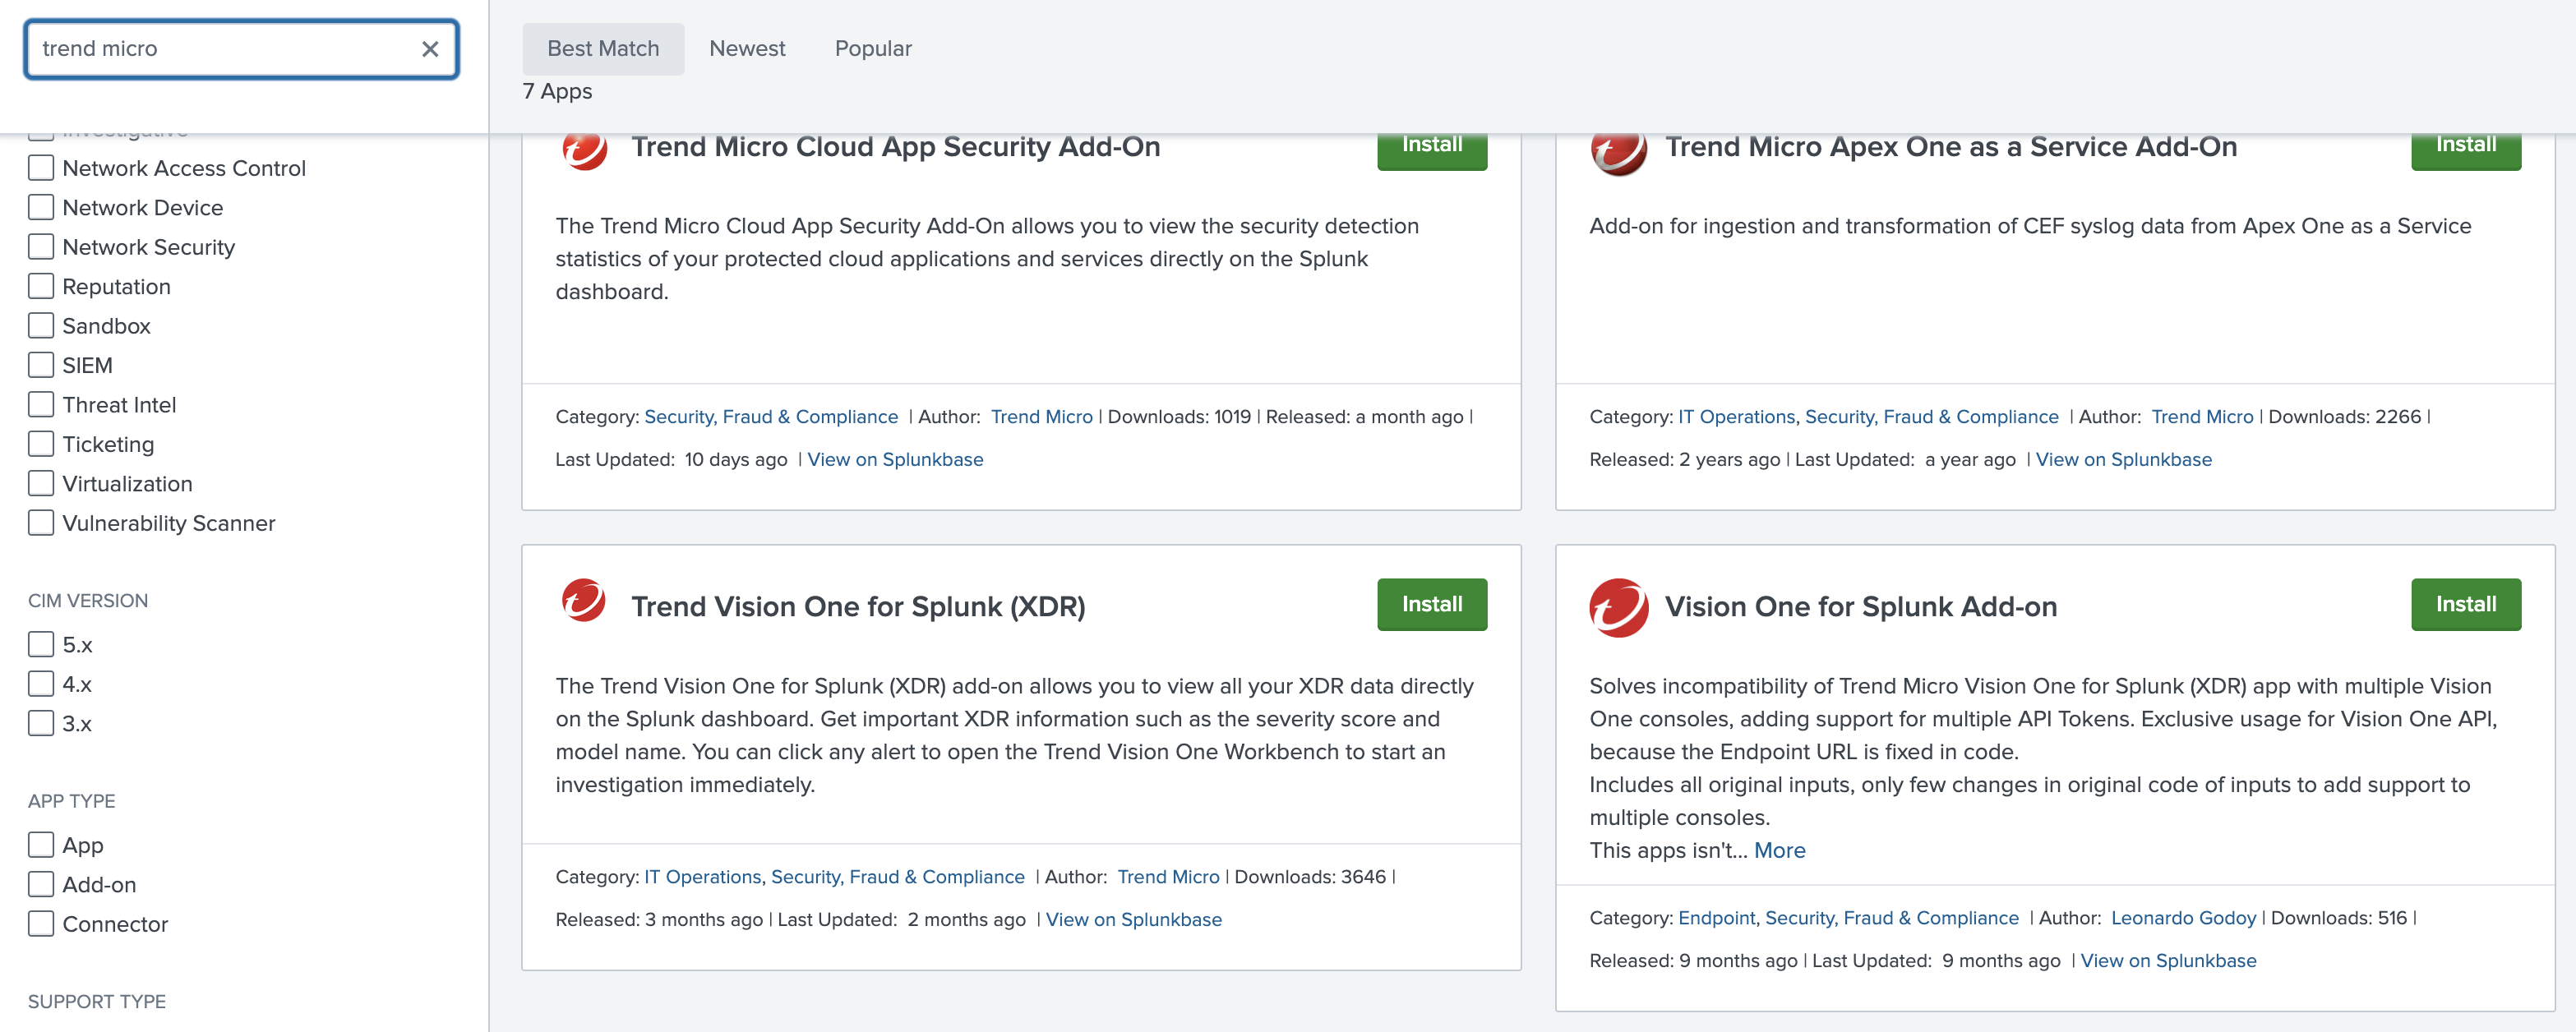 trend micro
Best Match
Newest
Popular
7 Apps
Investigative
Network Access Control
Network Device
Network Security
Reputation
Sandbox
SIEM
Threat Intel
Ticketing
Virtualization
Vulnerability Scanner
CIM VERSION
5.x
4.x
3.x
APP TYPE
App
Add-on
Connector
SUPPORT TYPE
Trend Micro Cloud App Security Add-On
Install
The Trend Micro Cloud App Security Add-On allows you to view the security detection
statistics of your protected cloud applications and services directly on the Splunk
dashboard.
Category: Security, Fraud & Compliance | Author: Trend Micro | Downloads: 1019 | Released: a month ago |
Last Updated: 10 days ago | View on Splunkbase
Trend Micro Apex One as a Service Add-On
Install
Add-on for ingestion and transformation of CEF syslog data from Apex One as a Service
Category: IT Operations, Security, Fraud & Compliance | Author: Trend Micro | Downloads: 2266 |
Released: 2 years ago | Last Updated: a year ago | View on Splunkbase
Trend Vision One for Splunk (XDR)
Install
The Trend Vision One for Splunk (XDR) add-on allows you to view all your XDR data directly
on the Splunk dashboard. Get important XDR information such as the severity score and
model name. You can click any alert to open the Trend Vision One Workbench to start an
investigation immediately.
Category: IT Operations, Security, Fraud & Compliance | Author: Trend Micro | Downloads: 3646 |
Released: 3 months ago | Last Updated: 2 months ago | View on Splunkbase
Vision One for Splunk Add-on
Install
Solves incompatibility of Trend Micro Vision One for Splunk (XDR) app with multiple Vision
One consoles, adding support for multiple API Tokens. Exclusive usage for Vision One API,
because the Endpoint URL is fixed in code.
Includes all original inputs, only few changes in original code of inputs to add support to
multiple consoles.
This apps isn't... More
Category: Endpoint, Security, Fraud & Compliance | Author: Leonardo Godoy | Downloads: 516 |
Released: 9 months ago | Last Updated: 9 months ago | View on Splunkbase